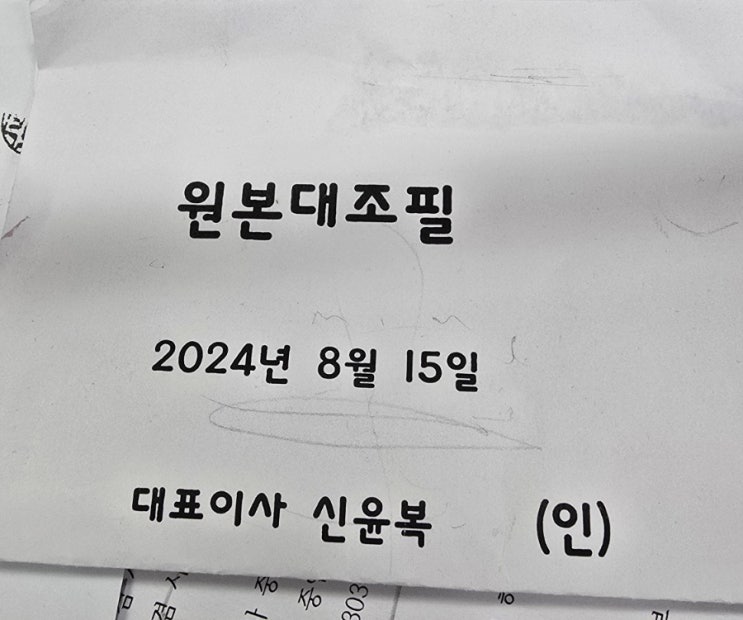 원본대조필
2024년 8월 15일
대표이사 신윤복 (인)
303